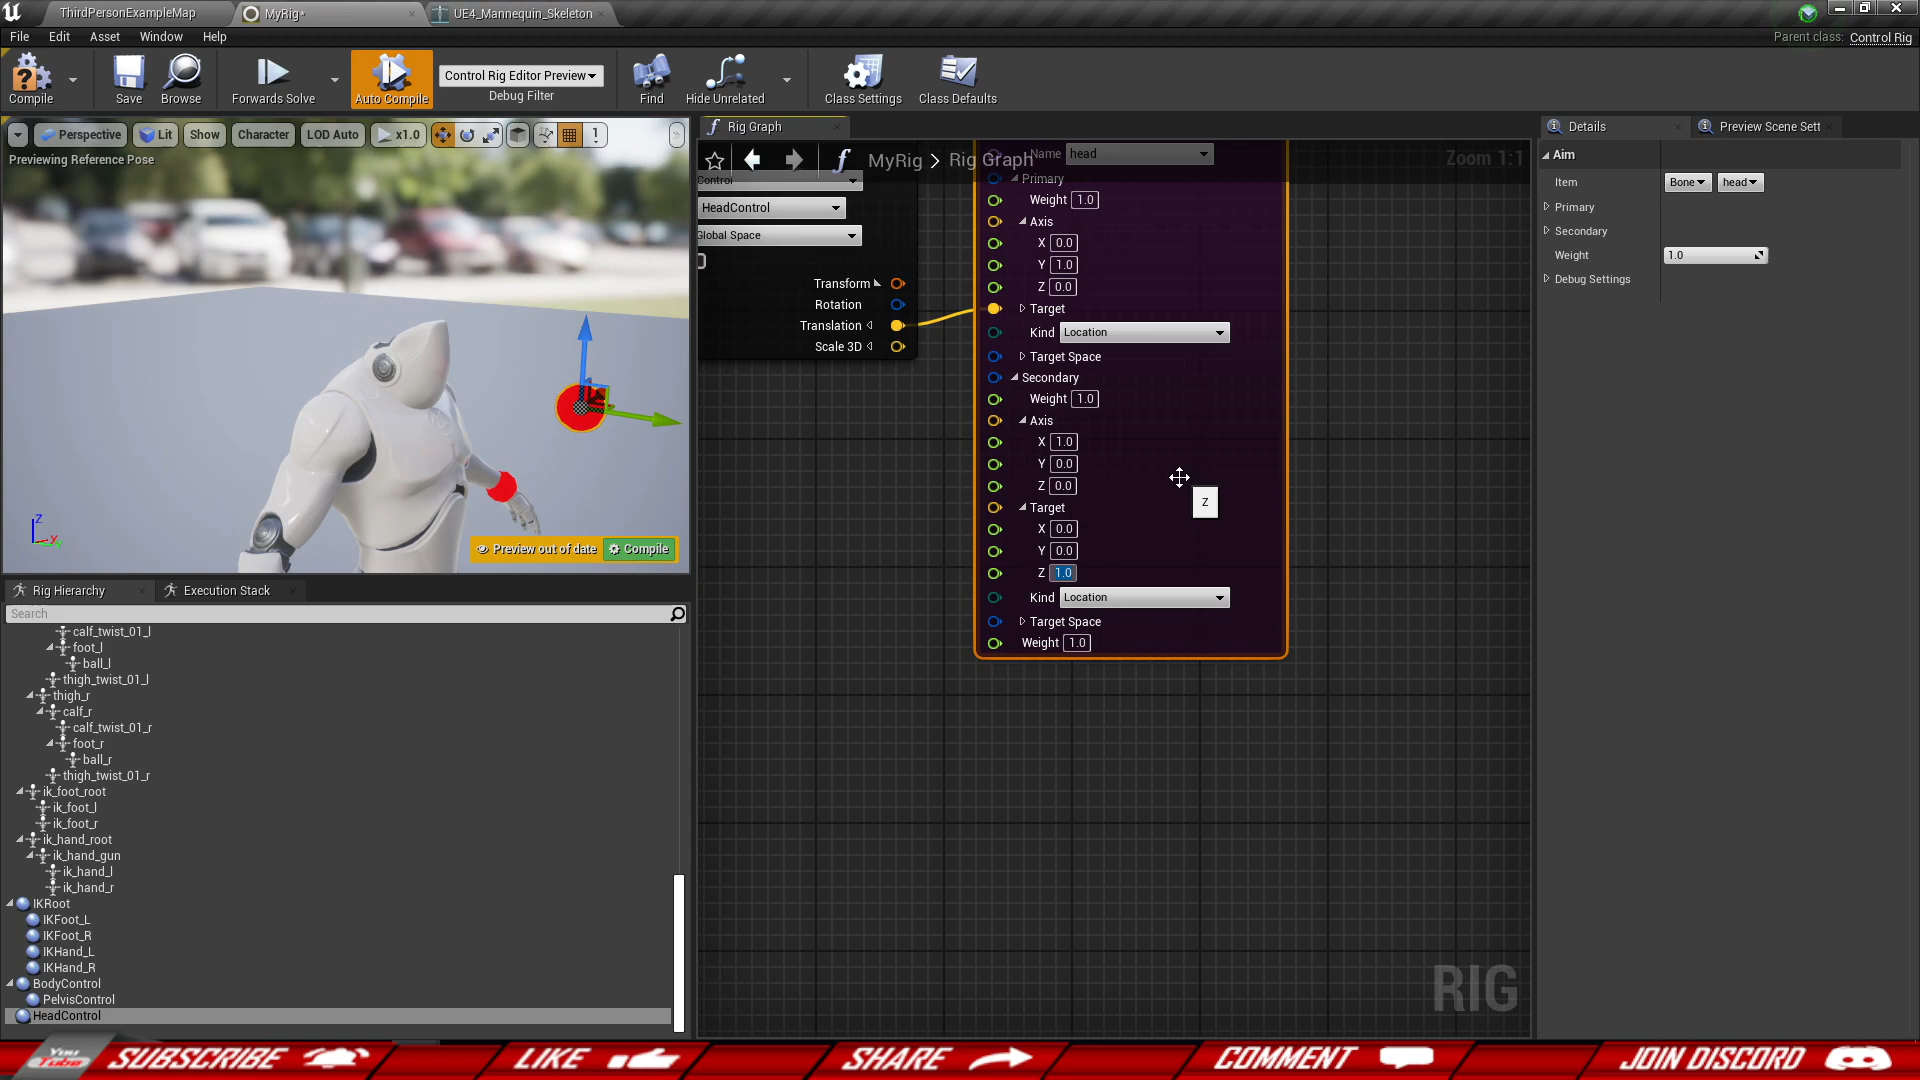 ThirdPersonExampleMap
MyRig*
UE4_Mannequin_Skeleton
File
Edit
Asset
Window
Help
Parent class:
Control Rig
Compile
Save
Browse
Forwards Solve
Auto Compile
Control Rig Editor Preview
Debug Filter
Find
Hide Unrelated
Class Settings
Class Defaults
Perspective
Lit
Show
Character
LOD Auto
x1.0
1
Previewing Reference Pose
Z
X
Y
Preview out of date
Compile
Rig Graph
MyRig > Rig Graph
Zoom 1:1
Control
HeadControl
Global Space
Transform
Rotation
Translation
Scale 3D
Name head
Primary
Weight 1.0
Axis
X 0.0
Y 1.0
Z 0.0
Target
Kind Location
Target Space
Secondary
Weight 1.0
Axis
X 1.0
Y 0.0
Z 0.0
Target
X 0.0
Y 0.0
Z 1.0
Kind Location
Target Space
Weight 1.0
Z
RIG
Details
Preview Scene Sett
Aim
Item Bone head
Primary
Secondary
Weight 1.0
Debug Settings
Rig Hierarchy
Execution Stack
Search
calf_twist_01_l
foot_l
ball_l
thigh_twist_01_l
thigh_r
calf_r
calf_twist_01_r
foot_r
ball_r
thigh_twist_01_r
ik_foot_root
ik_foot_l
ik_foot_r
ik_hand_root
ik_hand_gun
ik_hand_l
ik_hand_r
IKRoot
IKFoot_L
IKFoot_R
IKHand_L
IKHand_R
BodyControl
PelvisControl
HeadControl
You Tube
SUBSCRIBE
LIKE
SHARE
COMMENT
JOIN DISCORD